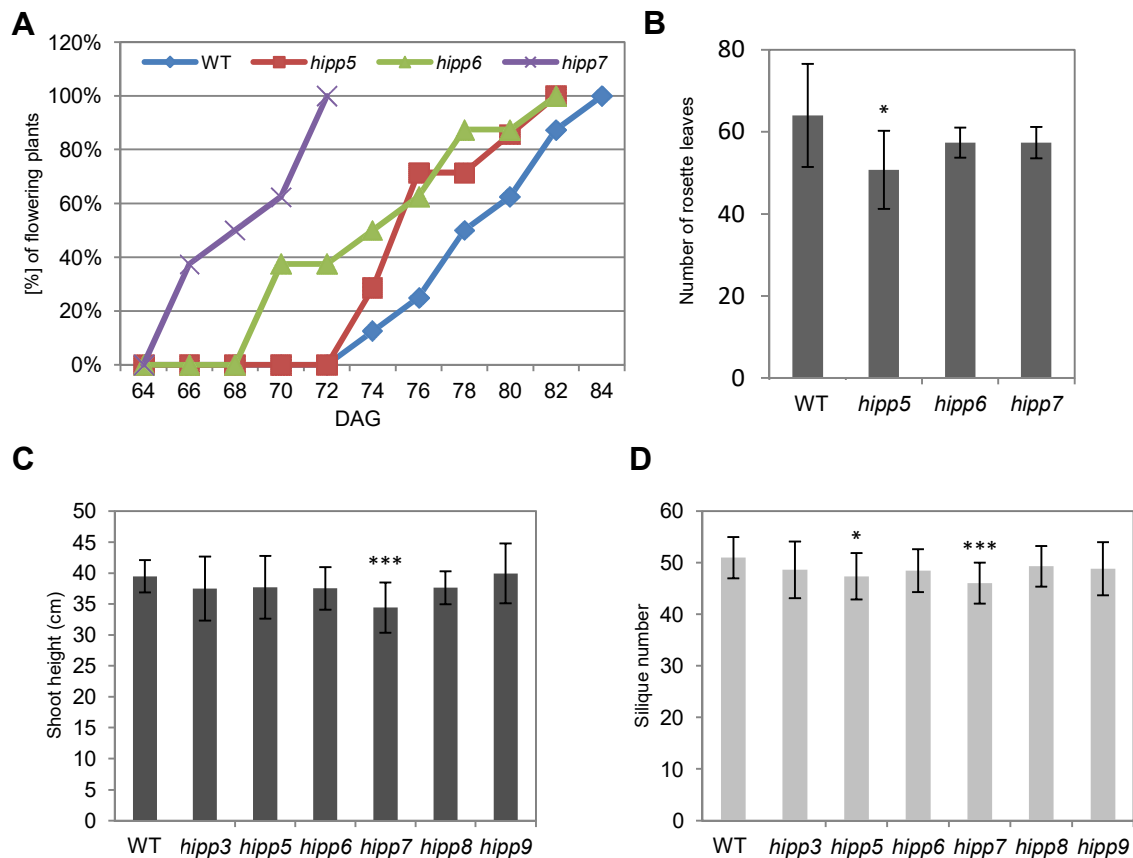 A
120%
100%
80%
60%
40%
20%
0%
WT hipp5 hipp6 hipp7
64 66 68 70 72 74 76 78 80 82 84
DAG
[%] of flowering plants
B
80
60
40
20
0
*
WT hipp5 hipp6 hipp7
Number of rosette leaves
C
50
45
40
35
30
25
20
15
10
5
0
***
WT hipp3 hipp5 hipp6 hipp7 hipp8 hipp9
Shoot height (cm)
D
60
50
40
30
20
10
0
* ***
WT hipp3 hipp5 hipp6 hipp7 hipp8 hipp9
Silique number